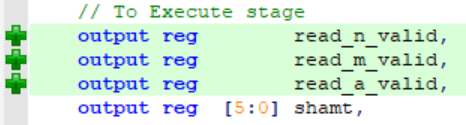 // To Execute stage
output reg read_n_valid,
output reg read_m_valid,
output reg read_a_valid,
output reg [5:0] shamt,